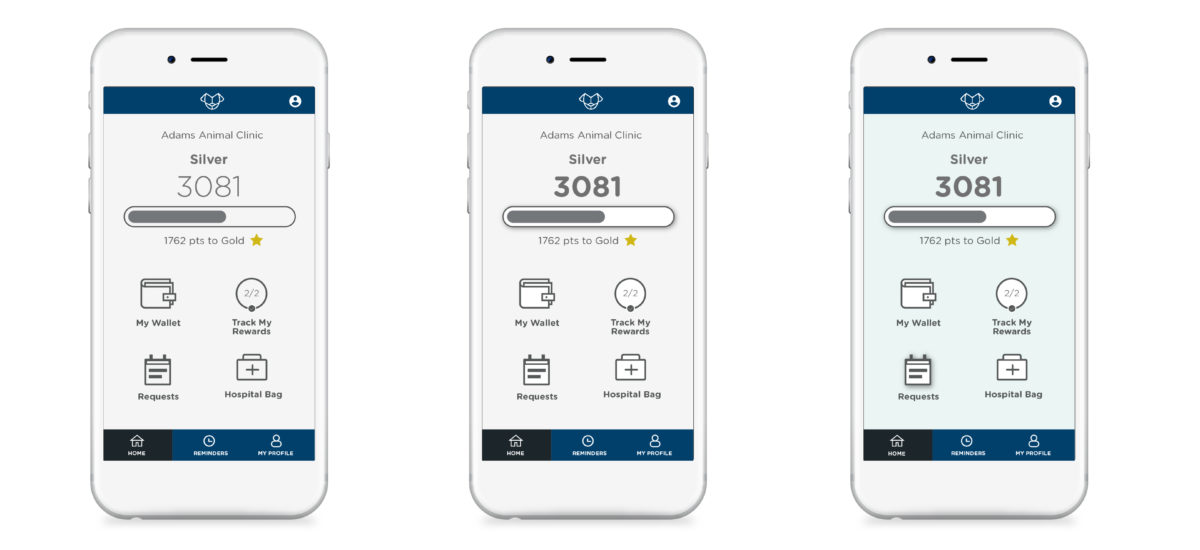 Adams Animal Clinic
Silver
3081
1762 pts to Gold
2/2
My Wallet
Track My
Rewards
Requests
Hospital Bag
HOME
REMINDERS
MY PROFILE
Adams Animal Clinic
Silver
3081
1762 pts to Gold
2/2
My Wallet
Track My
Rewards
Requests
Hospital Bag
HOME
REMINDERS
MY PROFILE
Adams Animal Clinic
Silver
3081
1762 pts to Gold
2/2
My Wallet
Track My
Rewards
Requests
Hospital Bag
HOME
REMINDERS
MY PROFILE